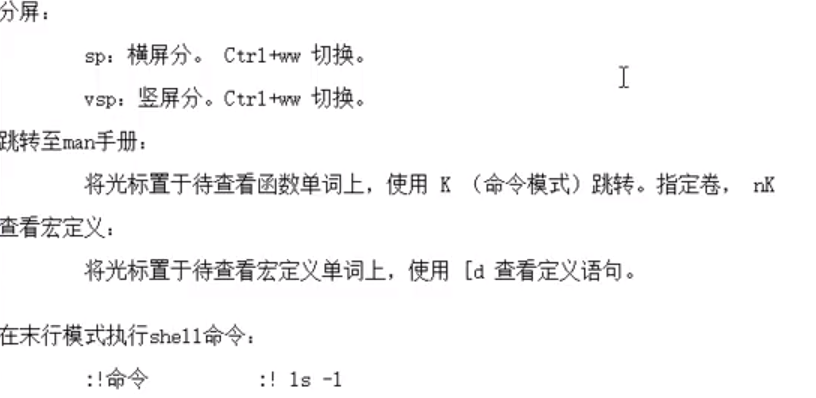 分屏:
sp: 横屏分。 Ctrl+ww 切换。
vsp: 竖屏分。Ctrl+ww 切换。
跳转至man手册:
将光标置于待查看函数单词上，使用 K （命令模式）跳转。指定卷， nK
查看宏定义:
将光标置于待查看宏定义单词上，使用 [d 查看定义语句。
在末行模式执行shell命令:
:!命令 :! ls -l